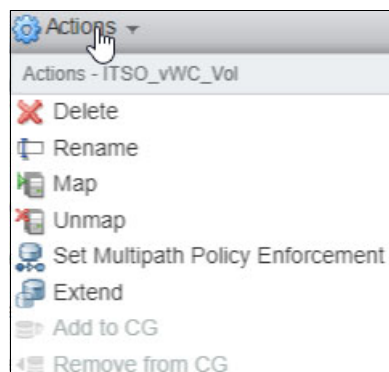 Actions
Actions - ITSO_vWC_Vol
Delete
Rename
Map
Unmap
Set Multipath Policy Enforcement
Extend
Add to CG
Remove from CG